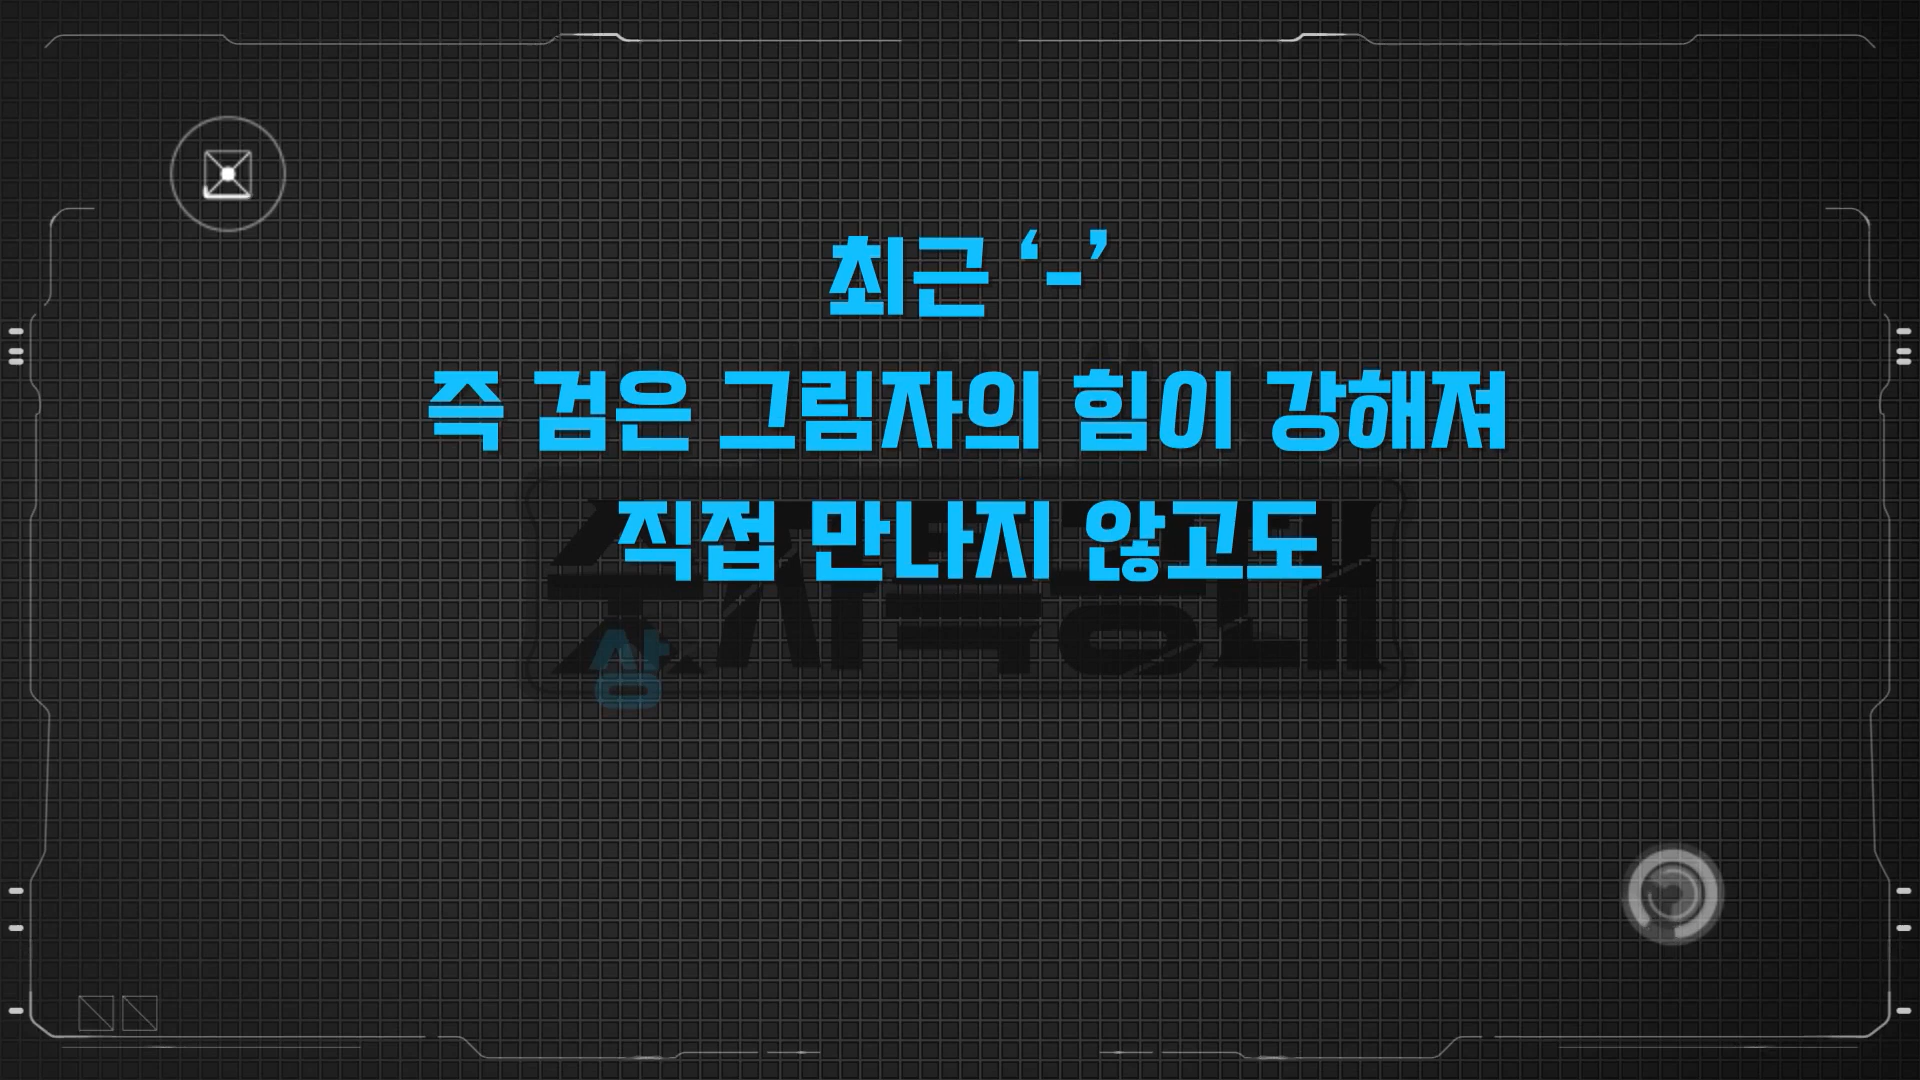 최근 ‘-’
즉 검은 그림자의 힘이 강해져
직접 만나지 않고도
상